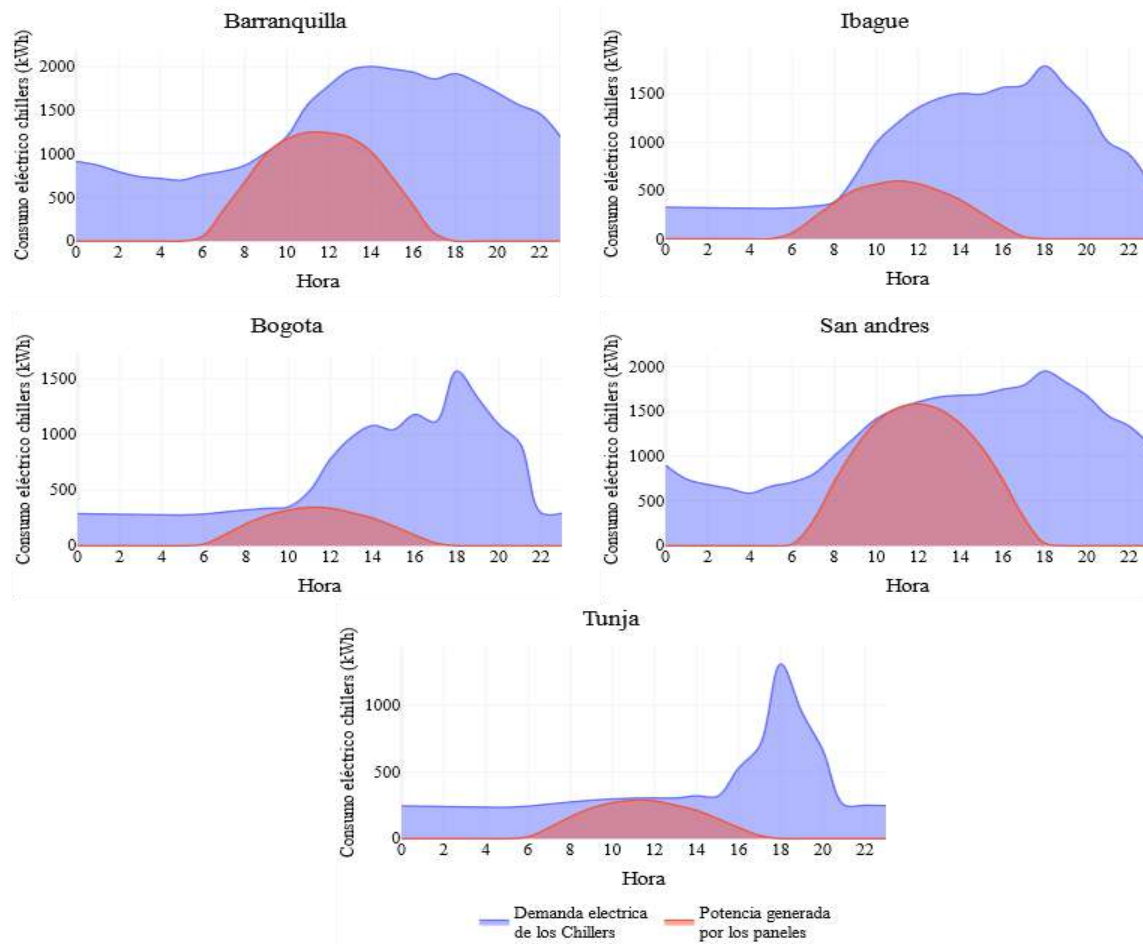 Barranquilla
Consumo eléctrico chillers (kWh)
2000
1500
1000
500
0
0 2 4 6 8 10 12 14 16 18 20 22
Hora
Ibague
Consumo eléctrico chillers (kWh)
1500
1000
500
0
0 2 4 6 8 10 12 14 16 18 20 22
Hora
Bogota
Consumo eléctrico chillers (kWh)
1500
1000
500
0
0 2 4 6 8 10 12 14 16 18 20 22
Hora
San andres
Consumo eléctrico chillers (kWh)
2000
1500
1000
500
0
0 2 4 6 8 10 12 14 16 18 20 22
Hora
Tunja
Consumo eléctrico chillers (kWh)
1000
500
0
0 2 4 6 8 10 12 14 16 18 20 22
Hora
Demanda electrica
de los Chillers
Potencia generada
por los paneles